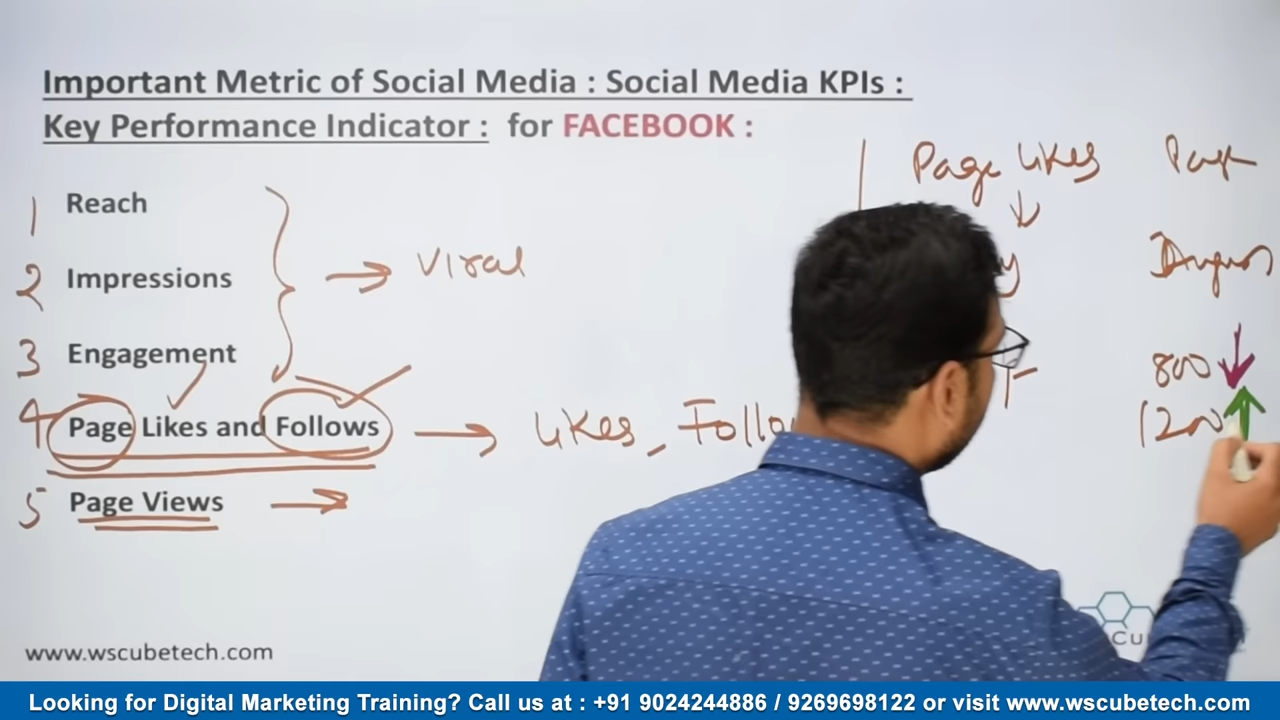 Important Metric of Social Media : Social Media KPIs :
Key Performance Indicator : for FACEBOOK :
Page Likes
1 Reach
2 Impressions
→ Viral
3 Engagement
800
4 Page Likes and Follows → Likes, Follo
1200
5 Page Views →
www.wscubetech.com
Looking for Digital Marketing Training? Call us at : +91 9024244886 / 9269698122 or visit www.wscubetech.com